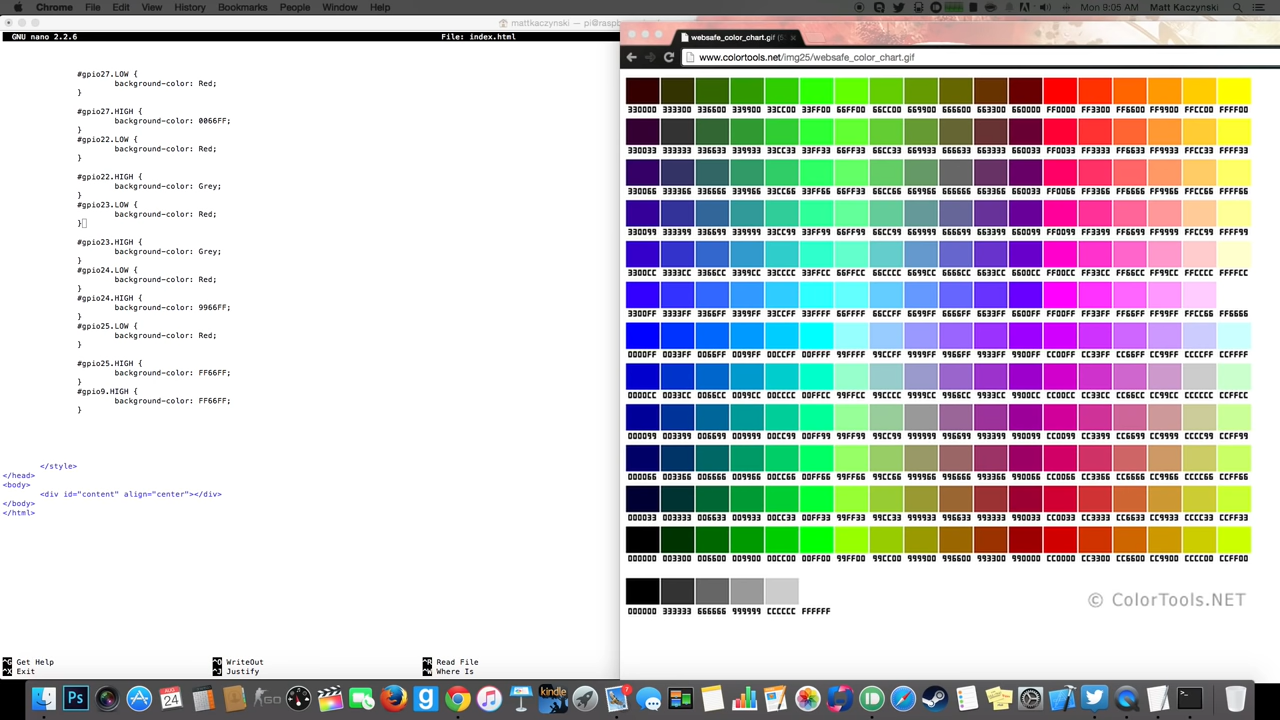 Chrome File Edit View History Bookmarks People Window Help
Mon 9:05 AM Matt Kaczynski
mattkaczynski — pi@raspb
GNU nano 2.2.6 File: index.html
#gpio27.LOW {
background-color: Red;
}
#gpio27.HIGH {
background-color: 0066FF;
}
#gpio22.LOW {
background-color: Red;
}
#gpio22.HIGH {
background-color: Grey;
}
#gpio23.LOW {
background-color: Red;
}
#gpio23.HIGH {
background-color: Grey;
}
#gpio24.LOW {
background-color: Red;
}
#gpio24.HIGH {
background-color: 9966FF;
}
#gpio25.LOW {
background-color: Red;
}
#gpio25.HIGH {
background-color: FF66FF;
}
#gpio9.HIGH {
background-color: FF66FF;
}
</style>
</head>
<body>
<div id="content" align="center"></div>
</body>
</html>
^G Get Help ^O WriteOut ^R Read File
^X Exit ^J Justify ^W Where Is
websafe_color_chart.gif
www.colortools.net/img25/websafe_color_chart.gif
330000 333300 336600 339900 33CC00 33FF00 66FF00 66CC00 669900 666600 663300 660000 FF0000 FF3300 FF6600 FF9900 FFCC00 FFFF00
330033 333333 336633 339933 33CC33 33FF33 66FF33 66CC33 669933 666633 663333 660033 FF0033 FF3333 FF6633 FF9933 FFCC33 FFFF33
330066 333366 336666 339966 33CC66 33FF66 66FF33 66CC66 669966 666666 663366 660033 FF0066 FF3366 FF6666 FF9966 FFCC66 FFFF66
330099 333399 336699 339999 33CC99 33FF99 66FF99 66CC99 669999 666699 663399 660099 FF0099 FF3399 FF6699 FF9999 FFCC99 FFFF99
3300CC 3333CC 3366CC 3399CC 33CCCC 33FFCC 66FFCC 66CCCC 6699CC 6666CC 6633CC 6600CC FF00CC FF33CC FF66CC FF99CC FFCCCC FFFFCC
3300FF 3333FF 3366FF 3399FF 33CCFF 33FFFF 66FFFF 66CCFF 6699FF 6666FF 6633FF 6600FF FF00FF FF33FF FF66FF FF99FF FFCC66 FF6666
0000FF 0033FF 0066FF 0099FF 00CCFF 00FFFF 99FFFF 99CCFF 9999FF 9966FF 9933FF 9900FF CC00FF CC33FF CC66FF CC99FF CCCCFF CCFFFF
0000CC 0033CC 0066CC 0099CC 00CCCC 00FFCC 99FFCC 99CCCC 9999CC 9966CC 9933CC 9900CC CC00CC CC33CC CC66CC CC99CC CCCCCC CCFFCC
000099 003399 006699 009999 00CC99 00FF99 99FF99 99CC99 999999 996699 993399 990099 CC0099 CC3399 CC6699 CC9999 CCCC99 CCFF99
000066 003366 006666 009966 00CC66 00FF66 99FF66 99CC66 999966 996666 993366 990066 CC0066 CC3366 CC6666 CC9966 CCCC66 CCFF66
000033 003333 006633 009933 00CC33 00FF33 99FF33 99CC33 999933 996633 993333 990033 CC0033 CC3333 CC6633 CC9933 CCCC33 CCFF33
000000 003300 006600 009900 00CC00 00FF00 99FF00 99CC00 999900 996600 993300 990000 CC0000 CC3300 CC6600 CC9900 CCCC00 CCFF00
000000 333333 666666 999999 CCCCCC FFFFFF
© ColorTools.NET
Ps AUG 24 GO g kindle